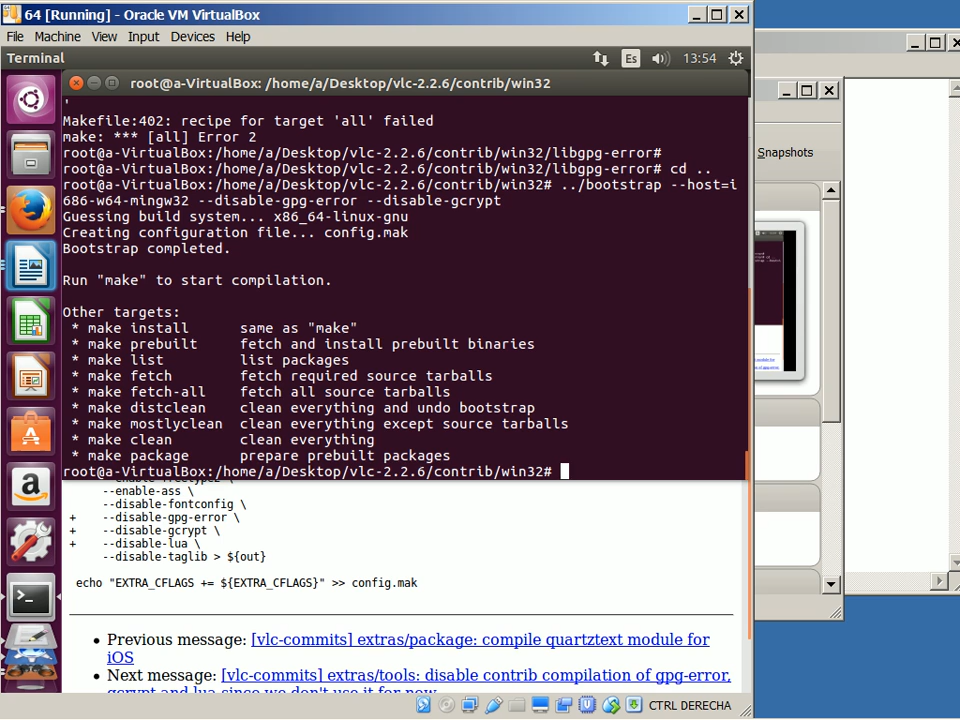 64 [Running] - Oracle VM VirtualBox
File Machine View Input Devices Help
Terminal
Es
13:54
root@a-VirtualBox: /home/a/Desktop/vlc-2.2.6/contrib/win32
'
Makefile:402: recipe for target 'all' failed
make: *** [all] Error 2
root@a-VirtualBox:/home/a/Desktop/vlc-2.2.6/contrib/win32/libgpg-error#
root@a-VirtualBox:/home/a/Desktop/vlc-2.2.6/contrib/win32/libgpg-error# cd ..
root@a-VirtualBox:/home/a/Desktop/vlc-2.2.6/contrib/win32# ../bootstrap --host=i
686-w64-mingw32 --disable-gpg-error --disable-gcrypt
Guessing build system... x86_64-linux-gnu
Creating configuration file... config.mak
Bootstrap completed.
Run "make" to start compilation.
Other targets:
* make install same as "make"
* make prebuilt fetch and install prebuilt binaries
* make list list packages
* make fetch fetch required source tarballs
* make fetch-all fetch all source tarballs
* make distclean clean everything and undo bootstrap
* make mostlyclean clean everything except source tarballs
* make clean clean everything
* make package prepare prebuilt packages
root@a-VirtualBox:/home/a/Desktop/vlc-2.2.6/contrib/win32#
--enable-ass \
--disable-fontconfig \
+ --disable-gpg-error \
+ --disable-gcrypt \
+ --disable-lua \
--disable-taglib > ${out}
echo "EXTRA_CFLAGS += ${EXTRA_CFLAGS}" >> config.mak
• Previous message: [vlc-commits] extras/package: compile quartztext module for
iOS
• Next message: [vlc-commits] extras/tools: disable contrib compilation of gpg-error,
gcrypt and lua since we don't use it for now
CTRL DERECHA
Snapshots